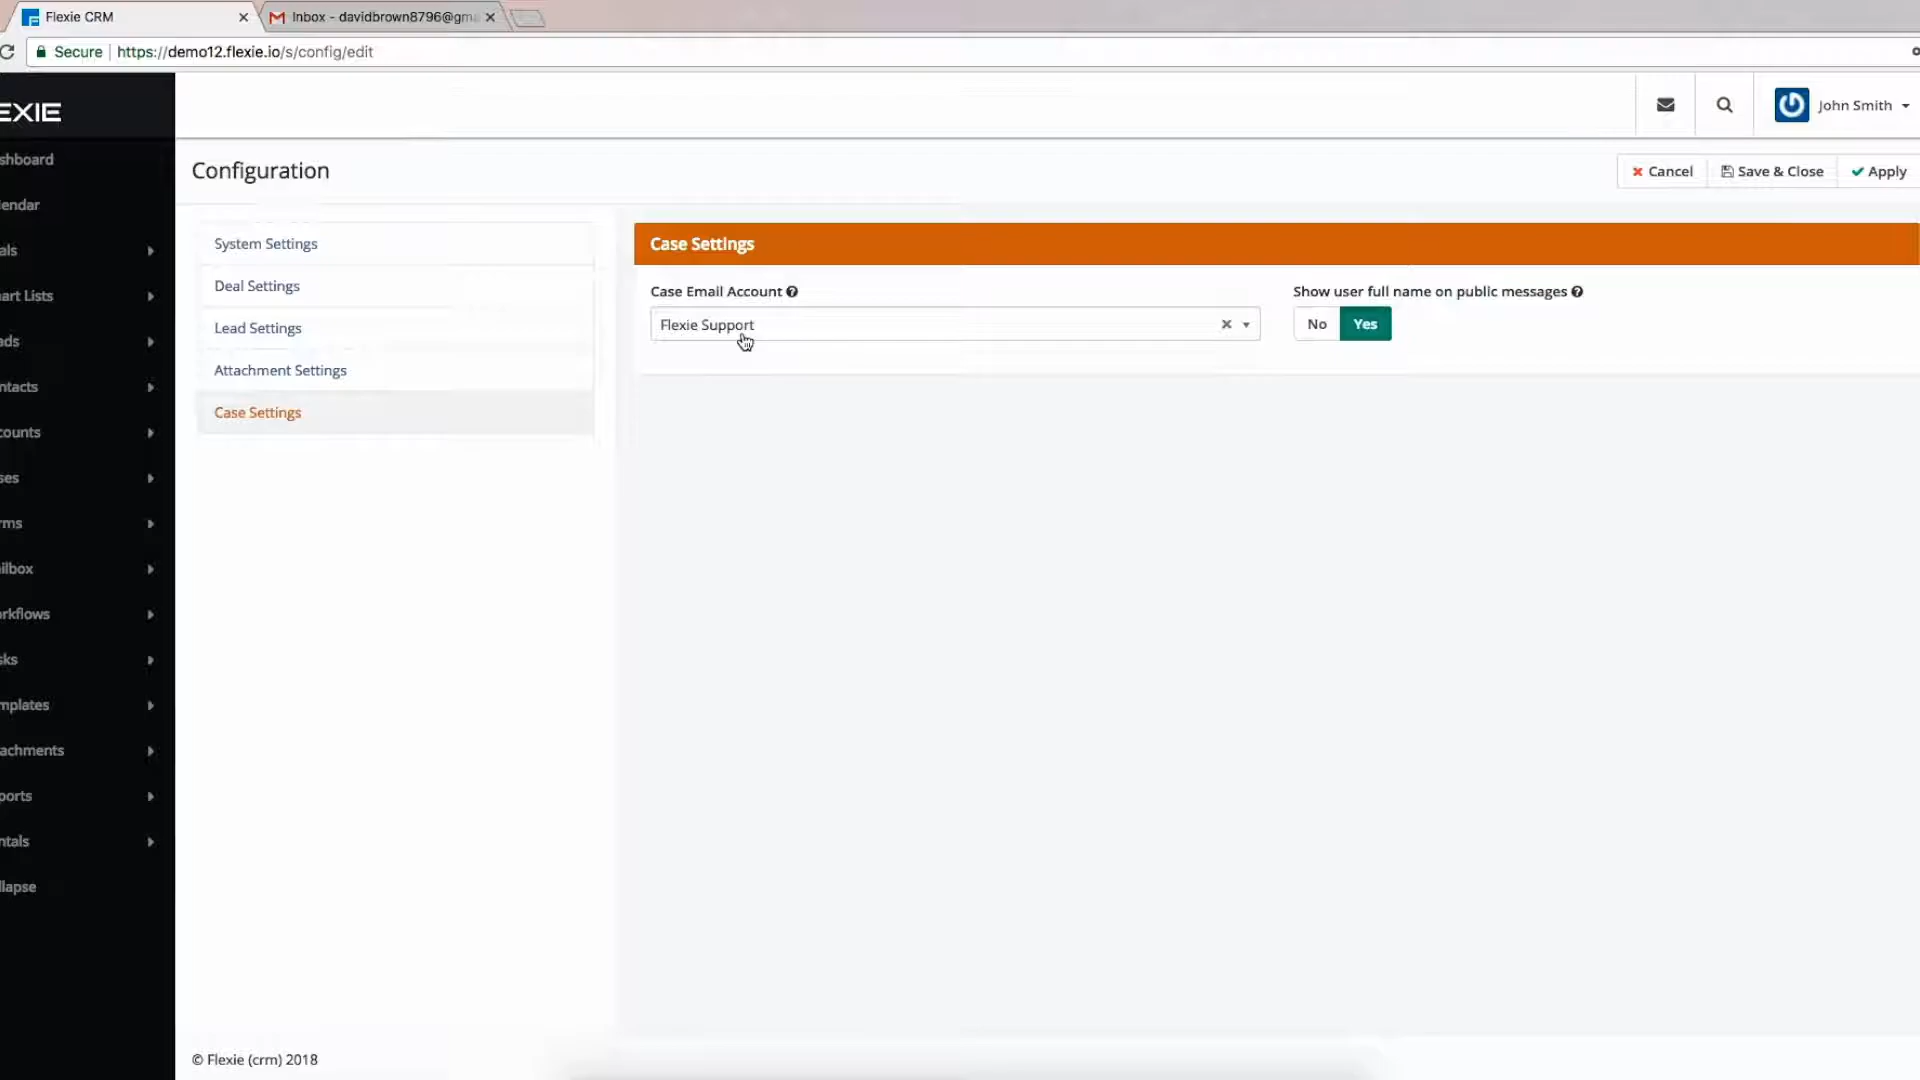 Flexie CRM
Inbox - davidbrown8796@gma
Secure | https://demo12.flexie.io/s/config/edit
EXIE
John Smith
shboard
Configuration
Cancel
Save & Close
Apply
endar
System Settings
Case Settings
als
Deal Settings
Case Email Account
Show user full name on public messages
art Lists
Lead Settings
Flexie Support
No
Yes
ads
Attachment Settings
ntacts
Case Settings
counts
ses
rms
ilbox
orkflows
sks
mplates
achments
ports
ntals
llapse
© Flexie (crm) 2018